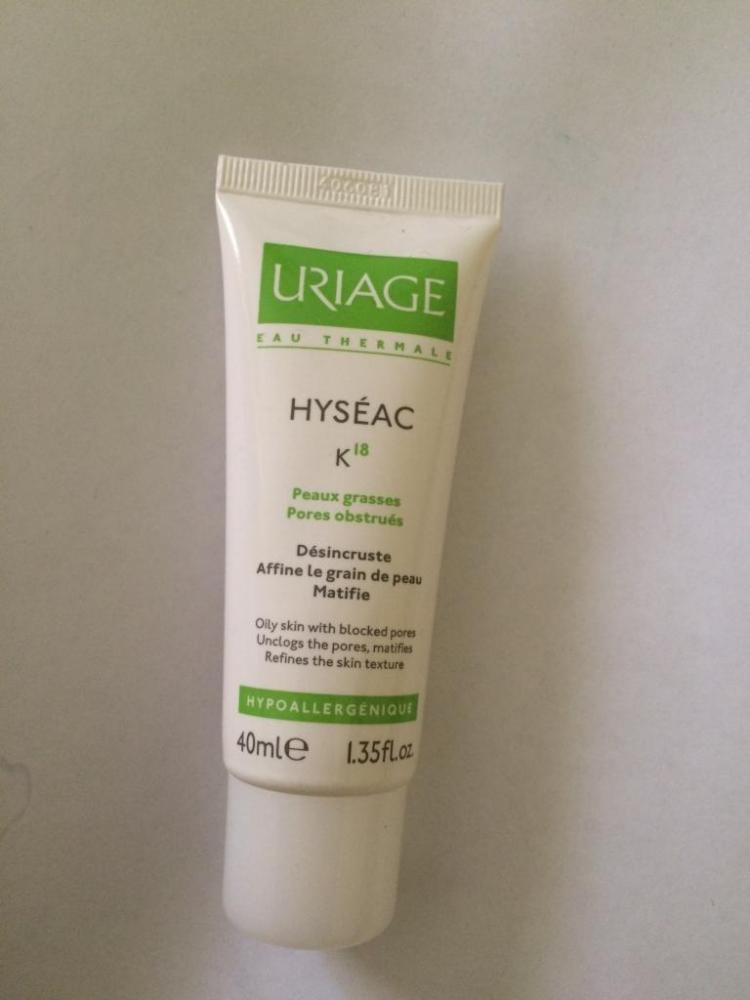 URIAGE
EAU THERMALE
HYSÉAC
K18
Peaux grasses
Pores obstrués
Désincruste
Affine le grain de peau
Matifie
Oily skin with blocked pores
Unclogs the pores, matifies
Refines the skin texture
HYPOALLERGÉNIQUE
40ml℮ 1.35fl.oz.